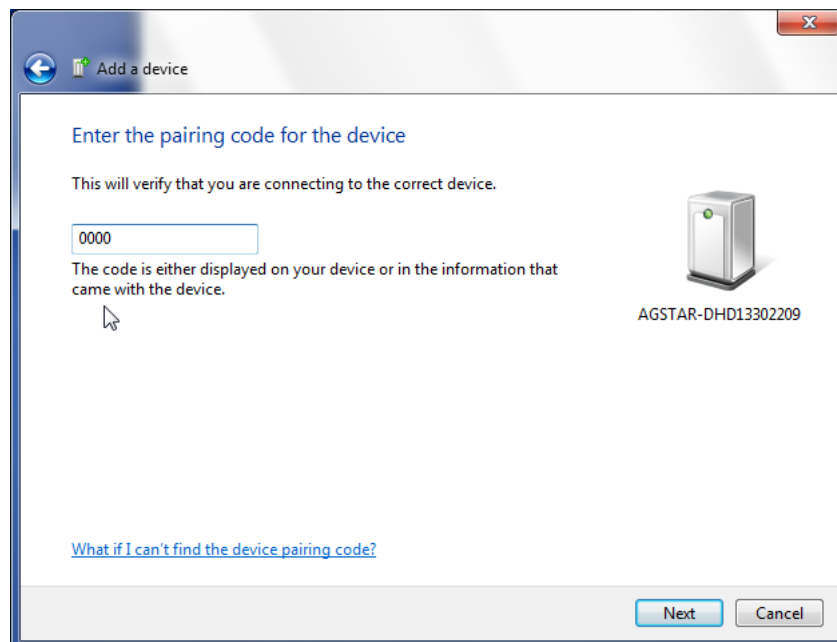 Add a device
Enter the pairing code for the device
This will verify that you are connecting to the correct device.
0000
The code is either displayed on your device or in the information that
came with the device.
AGSTAR-DHD13302209
What if I can't find the device pairing code?
Next
Cancel